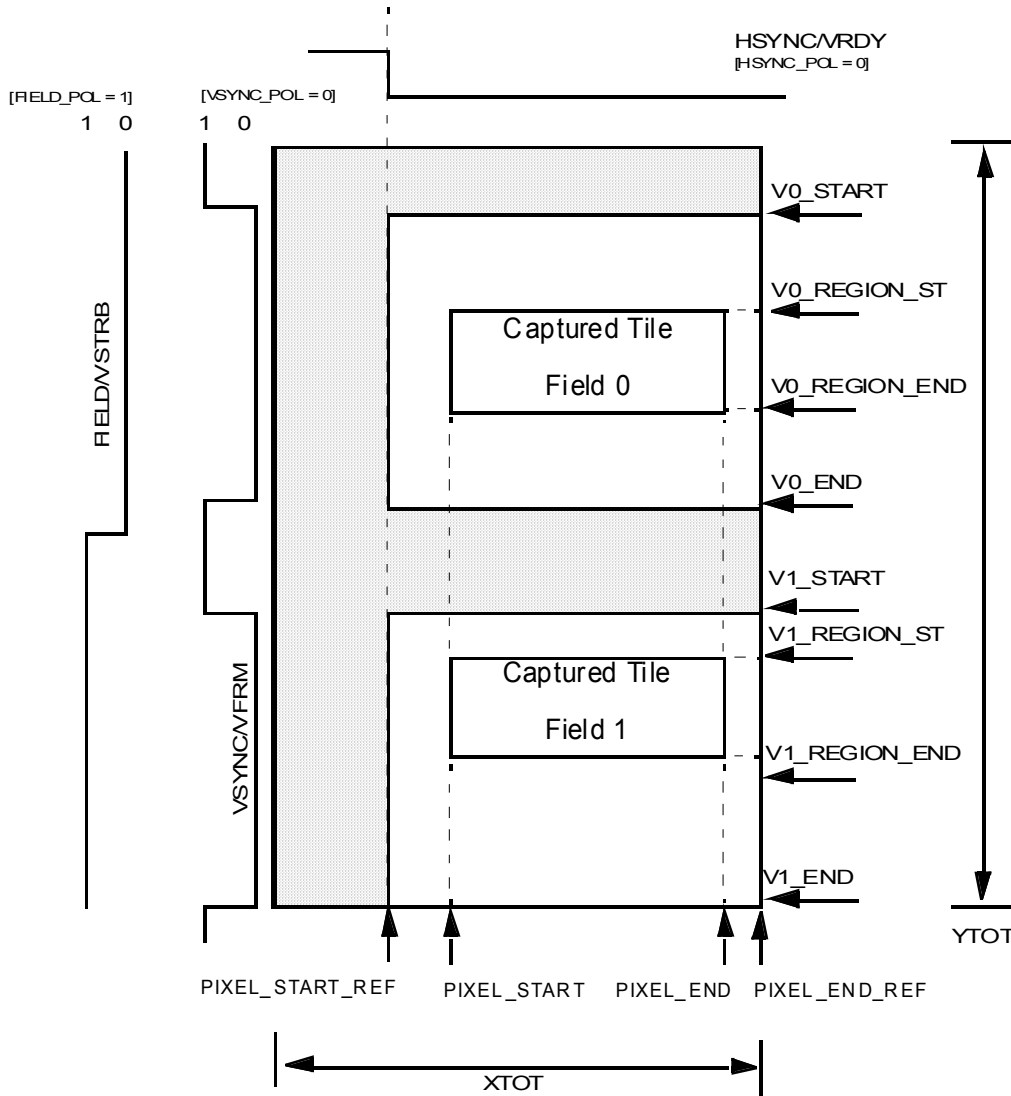 HSYNC/VRDY
[HSYNC_POL = 0]
[FIELD_POL = 1]
[VSYNC_POL = 0]
1 0
1 0
V0_START
V0_REGION_ST
Captured Tile
Field 0
V0_REGION_END
FIELD/VSTRB
V0_END
V1_START
V1_REGION_ST
Captured Tile
Field 1
V1_REGION_END
VSYNC/VFRM
V1_END
YTOT
PIXEL_START_REF
PIXEL_START
PIXEL_END
PIXEL_END_REF
XTOT